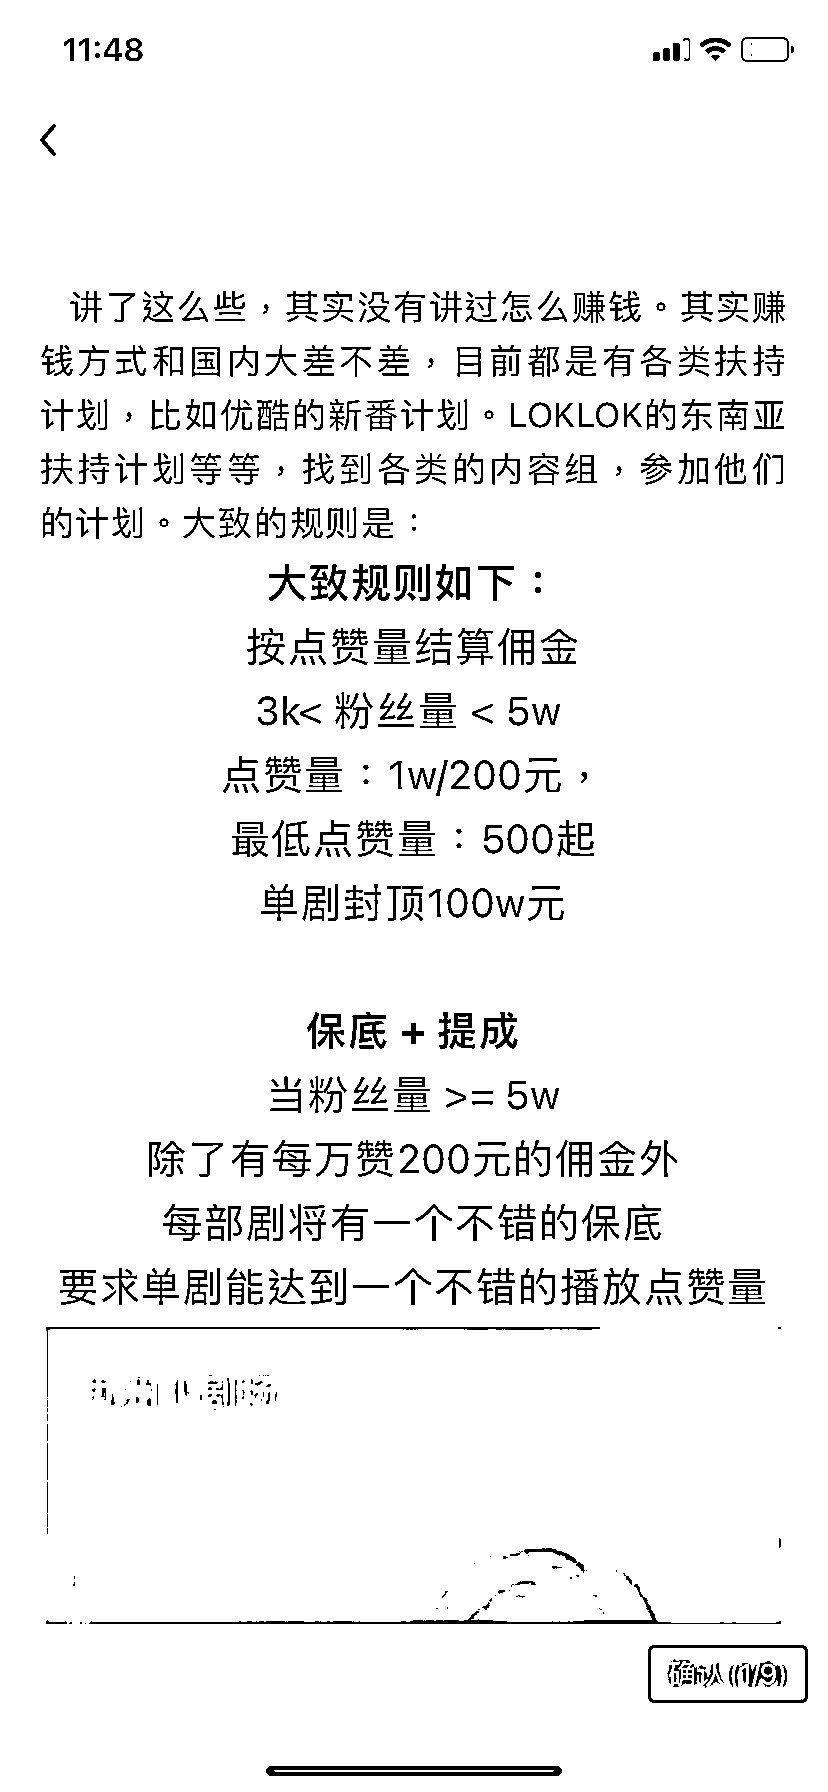 11:48
讲了这么些，其实没有讲过怎么赚钱。其实赚
钱方式和国内大差不差，目前都是有各类扶持
计划，比如优酷的新番计划。LOKLOK的东南亚
扶持计划等等，找到各类的内容组，参加他们
的计划。大致的规则是：
大致规则如下：
按点赞量结算佣金
3k< 粉丝量 < 5w
点赞量：1w/200元，
最低点赞量：500起
单剧封顶100w元
保底 + 提成
当粉丝量 >= 5w
除了有每万赞200元的佣金外
每部剧将有一个不错的保底
要求单剧能达到一个不错的播放点赞量
确认 (1/9)